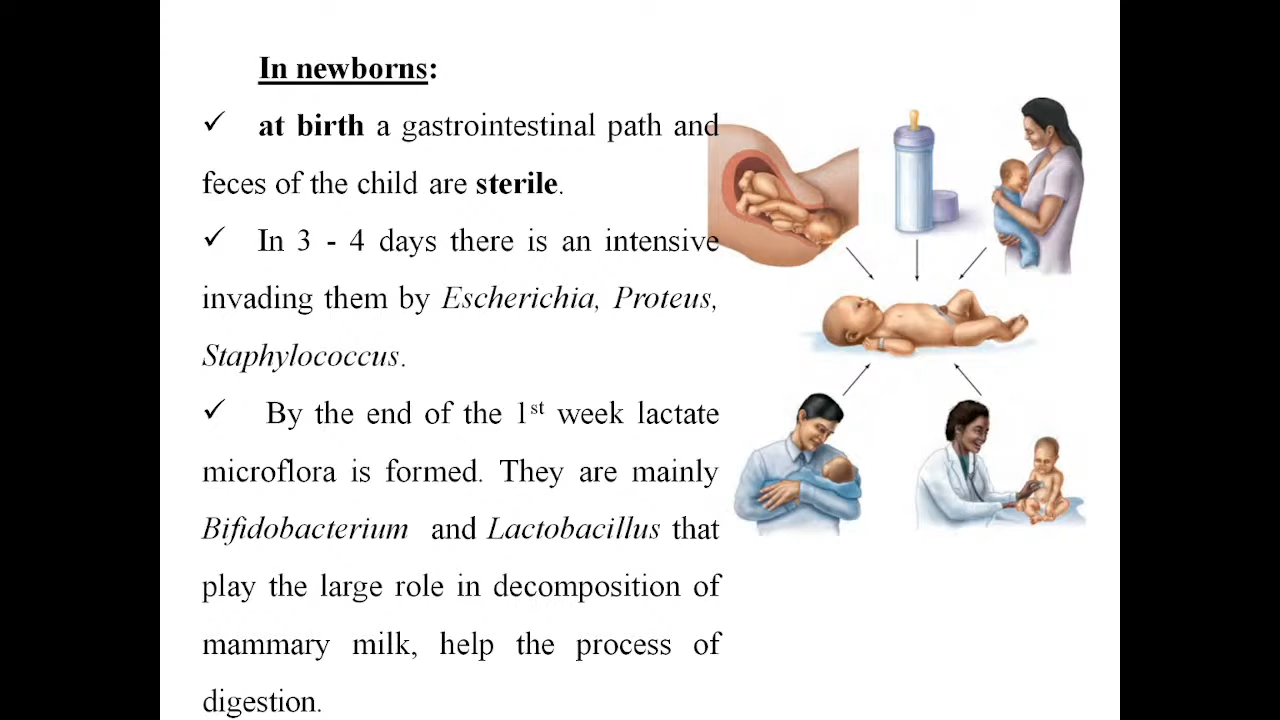 In newborns:
✓ at birth a gastrointestinal path and
feces of the child are sterile.
✓ In 3 - 4 days there is an intensive
invading them by Escherichia, Proteus,
Staphylococcus.
✓ By the end of the 1st week lactate
microflora is formed. They are mainly
Bifidobacterium and Lactobacillus that
play the large role in decomposition of
mammary milk, help the process of
digestion.